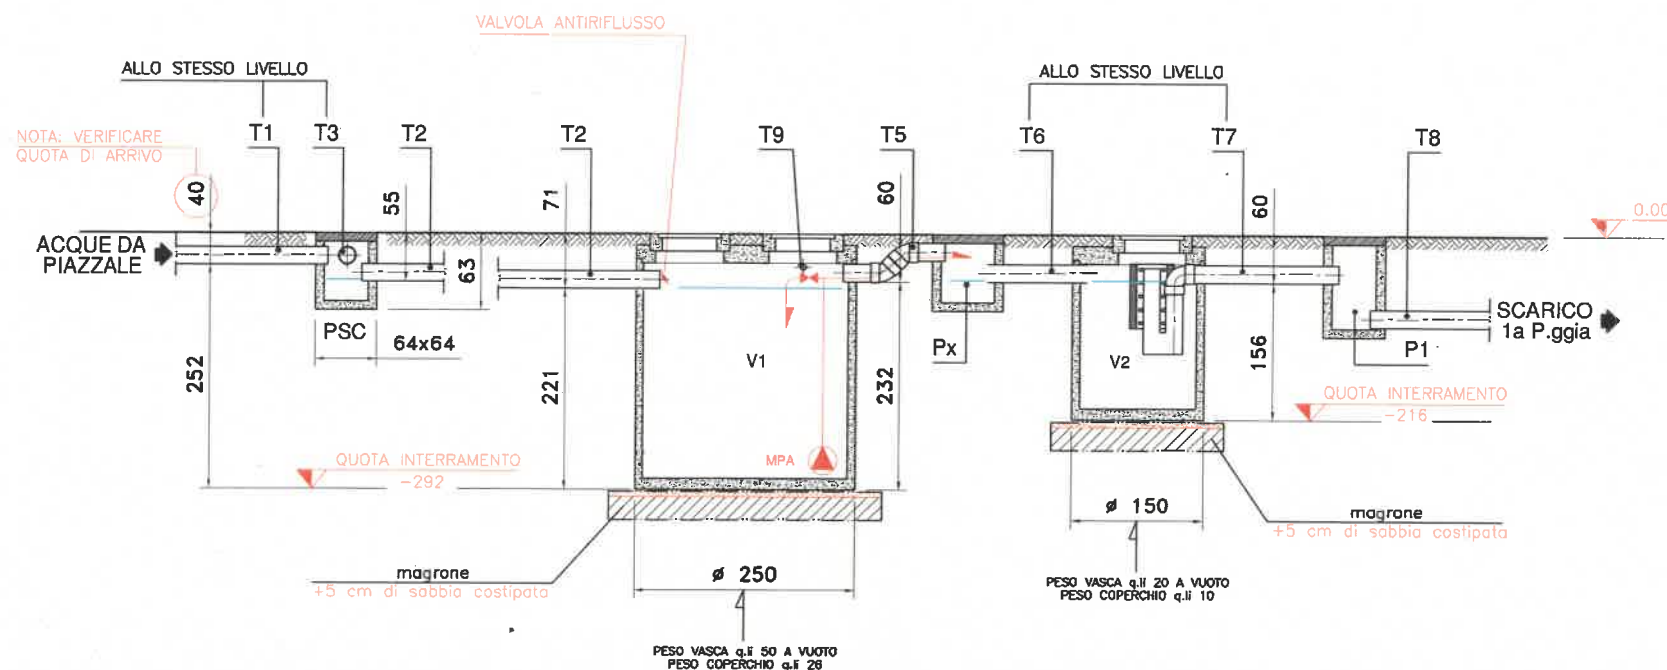 VALVOLA ANTIRIFLUSSO
ALLO STESSO LIVELLO
ALLO STESSO LIVELLO
NOTA: VERIFICARE
QUOTA DI ARRIVO
T1
T3
T2
T2
T9
T5
T6
T7
T8
40
55
71
60
60
0.00
ACQUE DA
PIAZZALE
63
PSC
64x64
252
221
V1
232
Px
V2
156
P1
SCARICO
1a P.ggia
QUOTA INTERRAMENTO
-216
QUOTA INTERRAMENTO
-292
MPA
ø 150
magrone
+5 cm di sabbia costipata
magrone
+5 cm di sabbia costipata
ø 250
PESO VASCA q.li 20 A VUOTO
PESO COPERCHIO q.li 10
PESO VASCA q.li 50 A VUOTO
PESO COPERCHIO q.li 26